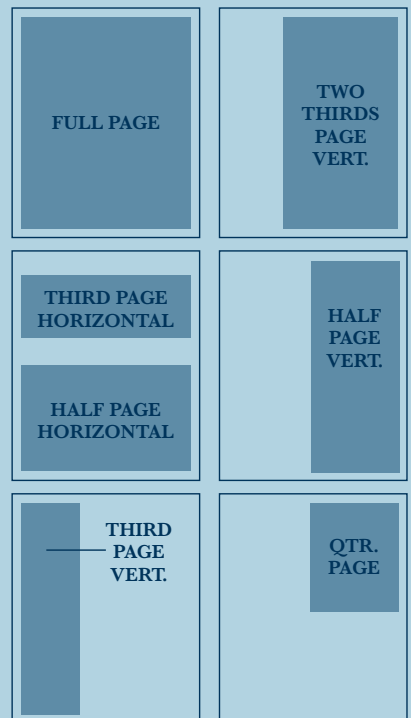 FULL PAGE
TWO
THIRDS
PAGE
VERT.
THIRD PAGE
HORIZONTAL
HALF PAGE
HORIZONTAL
HALF
PAGE
VERT.
THIRD
PAGE
VERT.
QTR.
PAGE